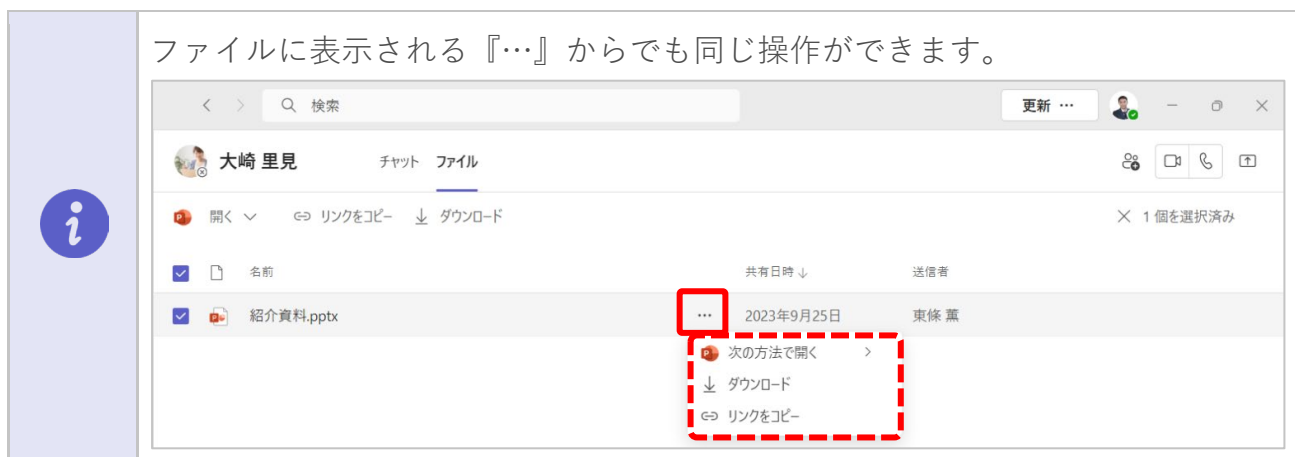 ファイルに表示される『…』からでも同じ操作ができます。
検索
更新 …
大崎 里見 チャット ファイル
開く リンクをコピー ダウンロード 1 個を選択済み
名前 共有日時 送信者
紹介資料.pptx … 2023年9月25日 東條 薫
次の方法で開く
ダウンロード
リンクをコピー